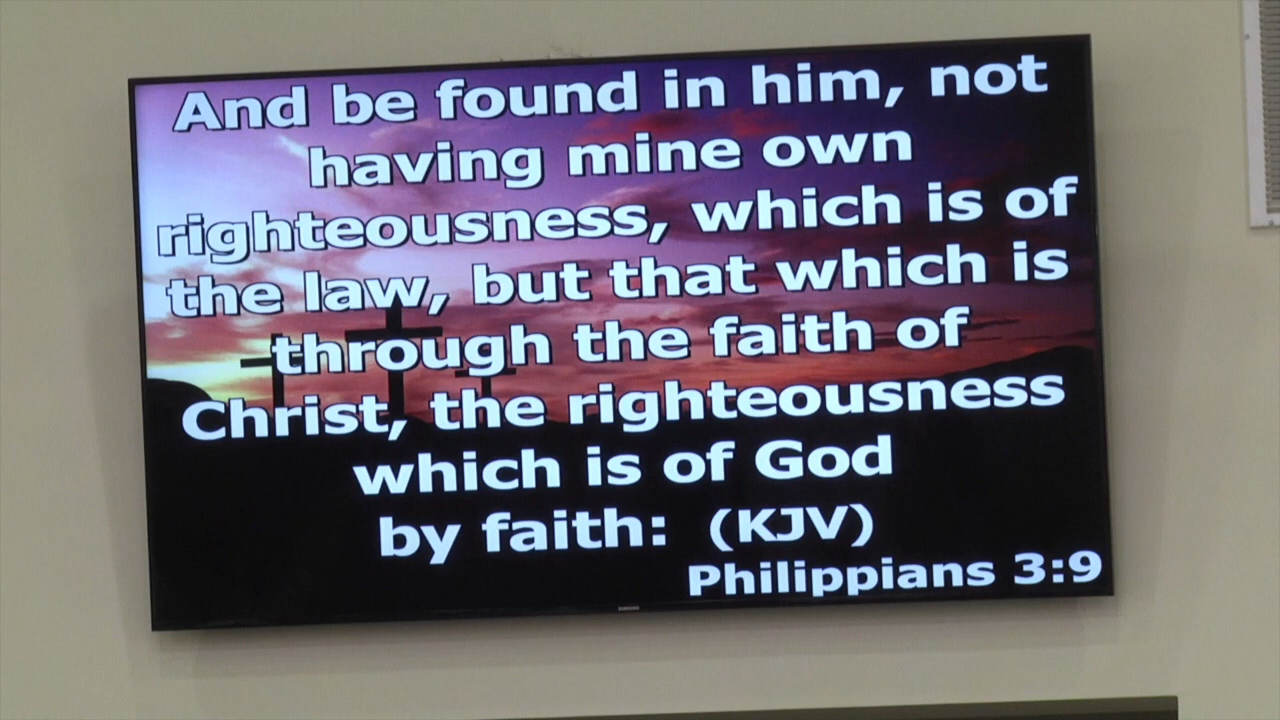 And be found in him, not
having mine own
righteousness, which is of
the law, but that which is
through the faith of
Christ, the righteousness
which is of God
by faith: (KJV)
Philippians 3:9
SAMSUNG